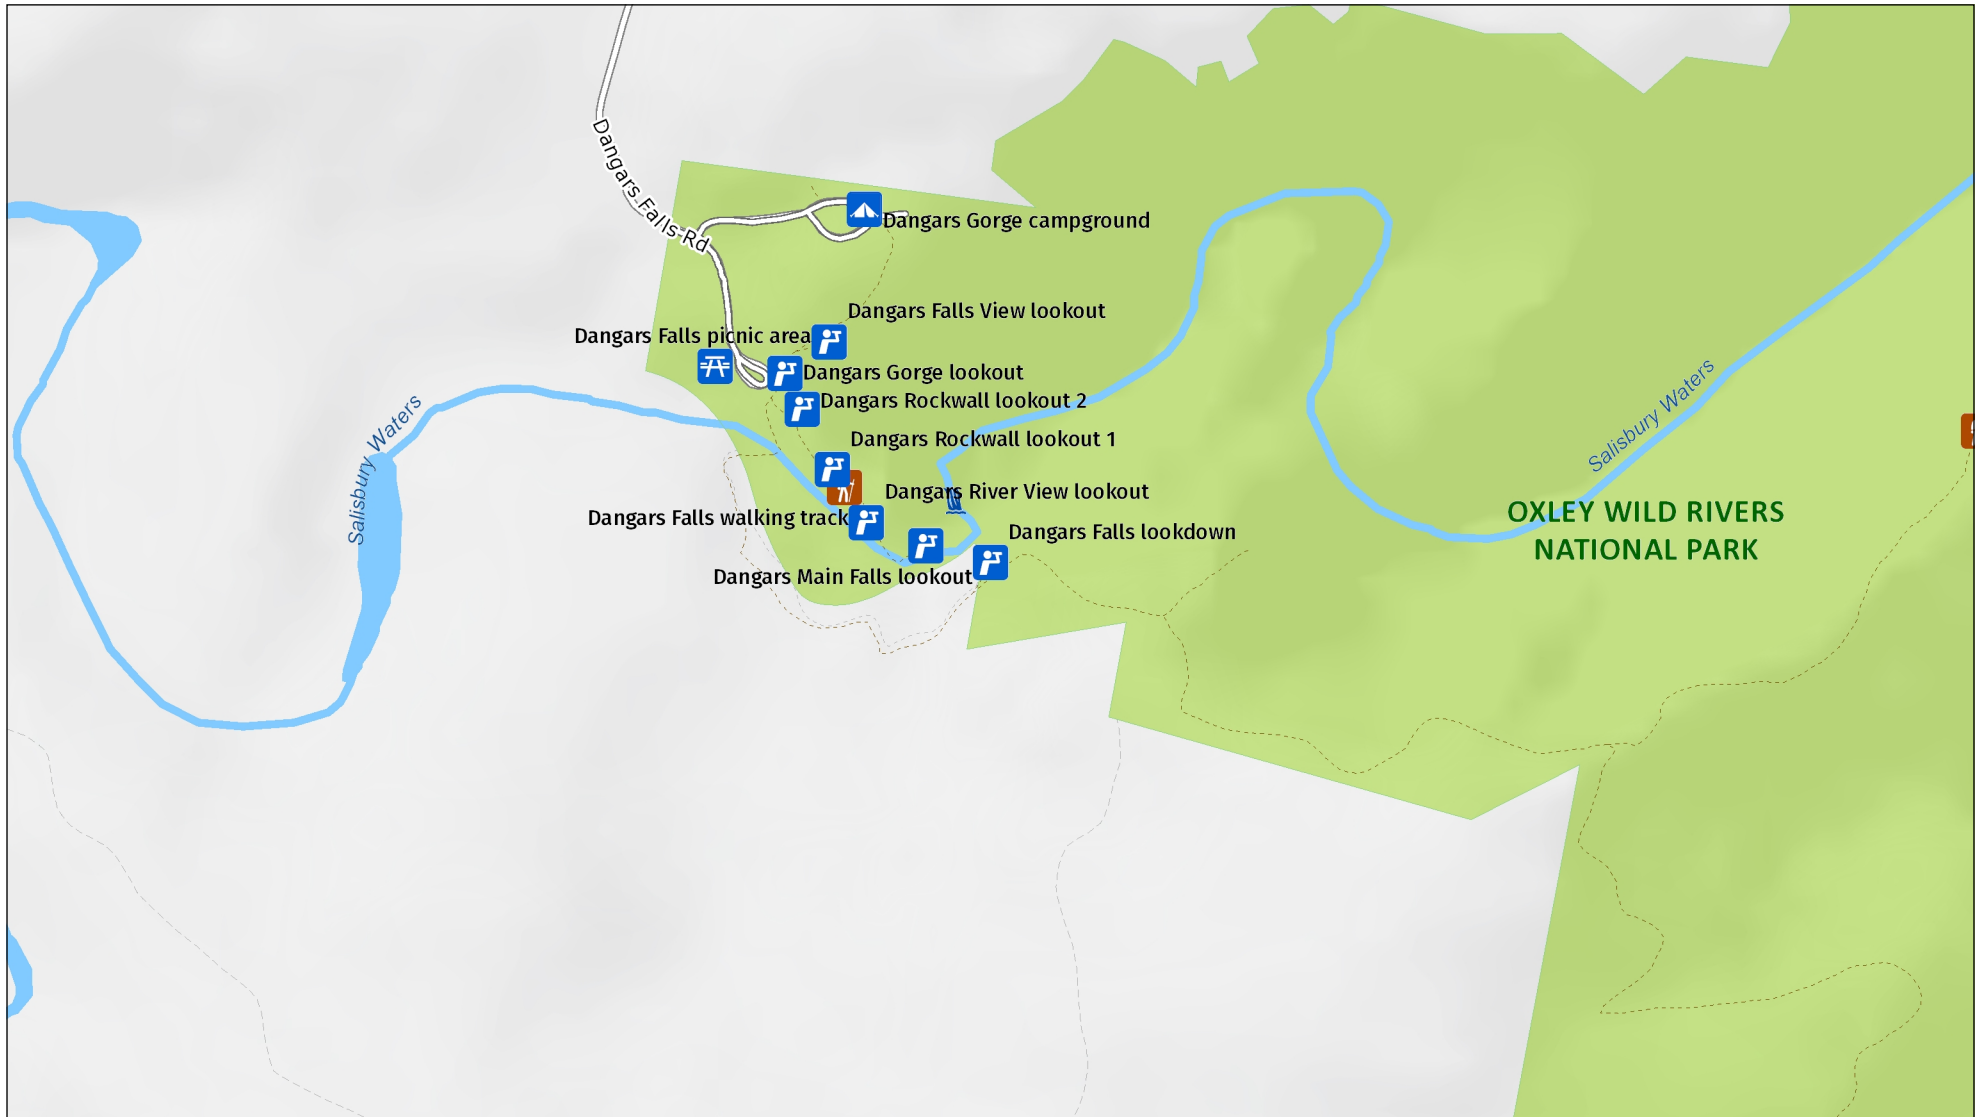 Dangars Falls Rd
Dangars Gorge campground
Dangars Falls View lookout
Dangars Falls picnic area
Dangars Gorge lookout
Dangars Rockwall lookout 2
Dangars Rockwall lookout 1
Salisbury Waters
Salisbury Waters
Dangars River View lookout
Dangars Falls walking track
Dangars Falls lookdown
Dangars Main Falls lookout
OXLEY WILD RIVERS
NATIONAL PARK